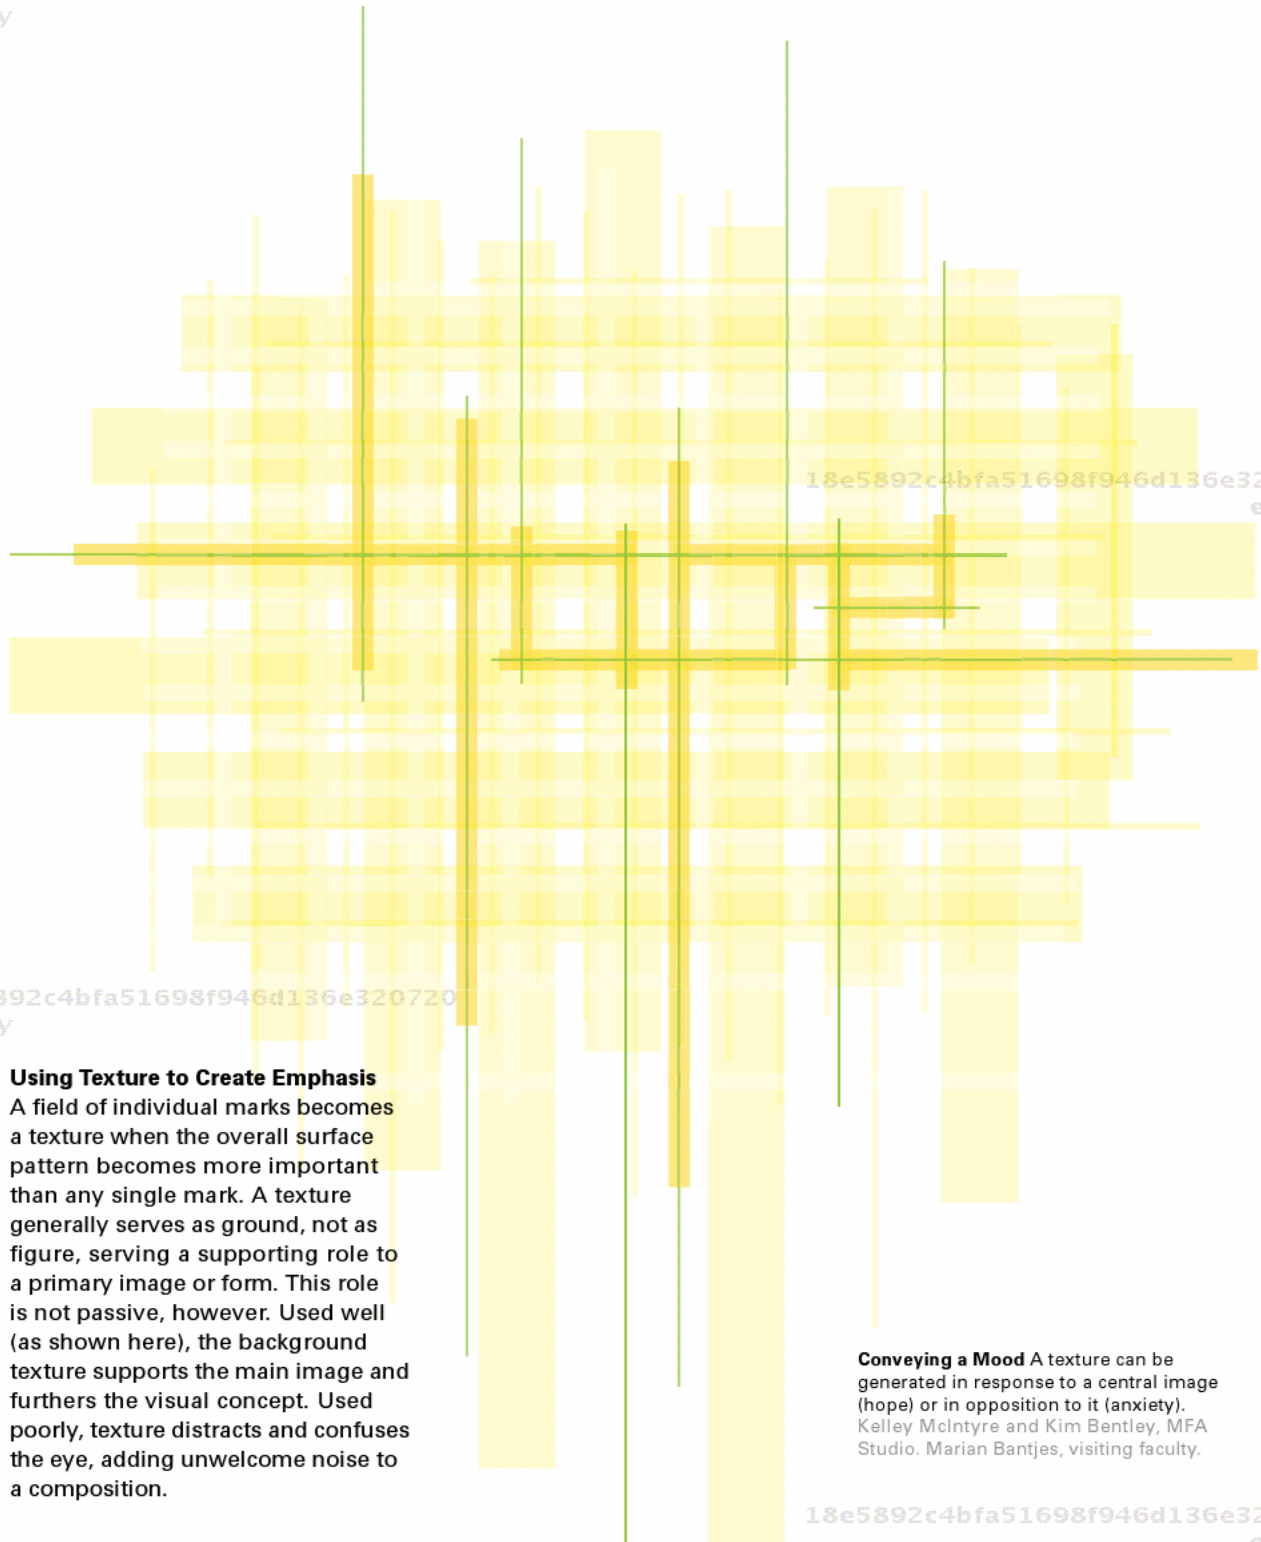 y
hope
18e5892c4bfa51698f946d136e32
e
892c4bfa51698f946d136e320720
y
Using Texture to Create Emphasis
A field of individual marks becomes
a texture when the overall surface
pattern becomes more important
than any single mark. A texture
generally serves as ground, not as
figure, serving a supporting role to
a primary image or form. This role
is not passive, however. Used well
(as shown here), the background
texture supports the main image and
furthers the visual concept. Used
poorly, texture distracts and confuses
the eye, adding unwelcome noise to
a composition.
Conveying a Mood A texture can be
generated in response to a central image
(hope) or in opposition to it (anxiety).
Kelley McIntyre and Kim Bentley, MFA
Studio. Marian Bantjes, visiting faculty.
18e5892c4bfa51698f946d136e32